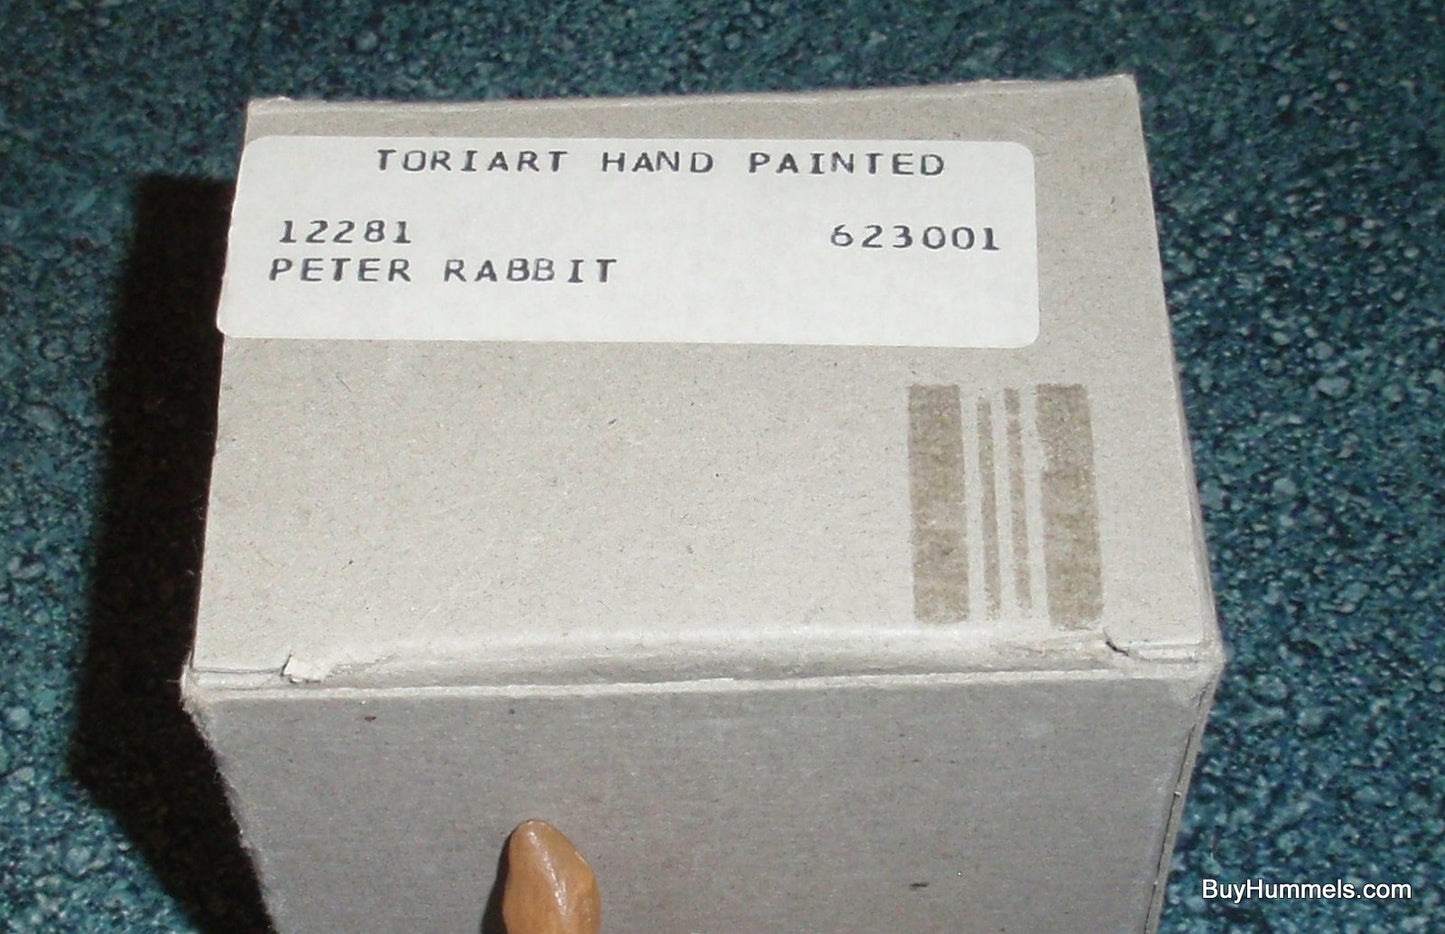 TORIART HAND PAINTED
12281 623001
PETER RABBIT
BuyHummels.com